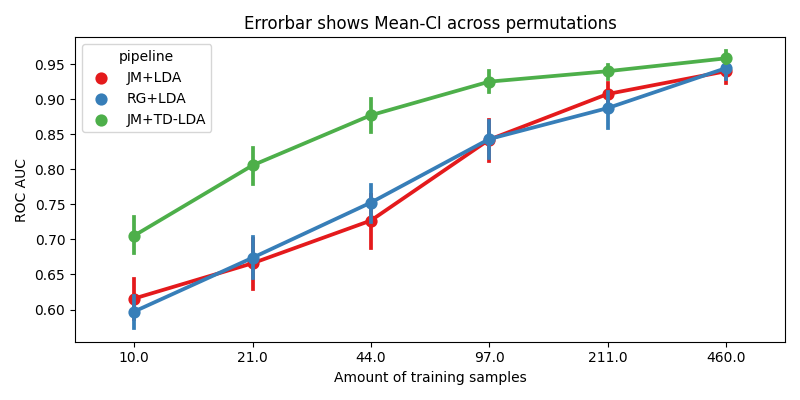 Errorbar shows Mean-CI across permutations
pipeline
JM+LDA
RG+LDA
JM+TD-LDA
ROC AUC
0.95
0.90
0.85
0.80
0.75
0.70
0.65
0.60
10.0 21.0 44.0 97.0 211.0 460.0
Amount of training samples